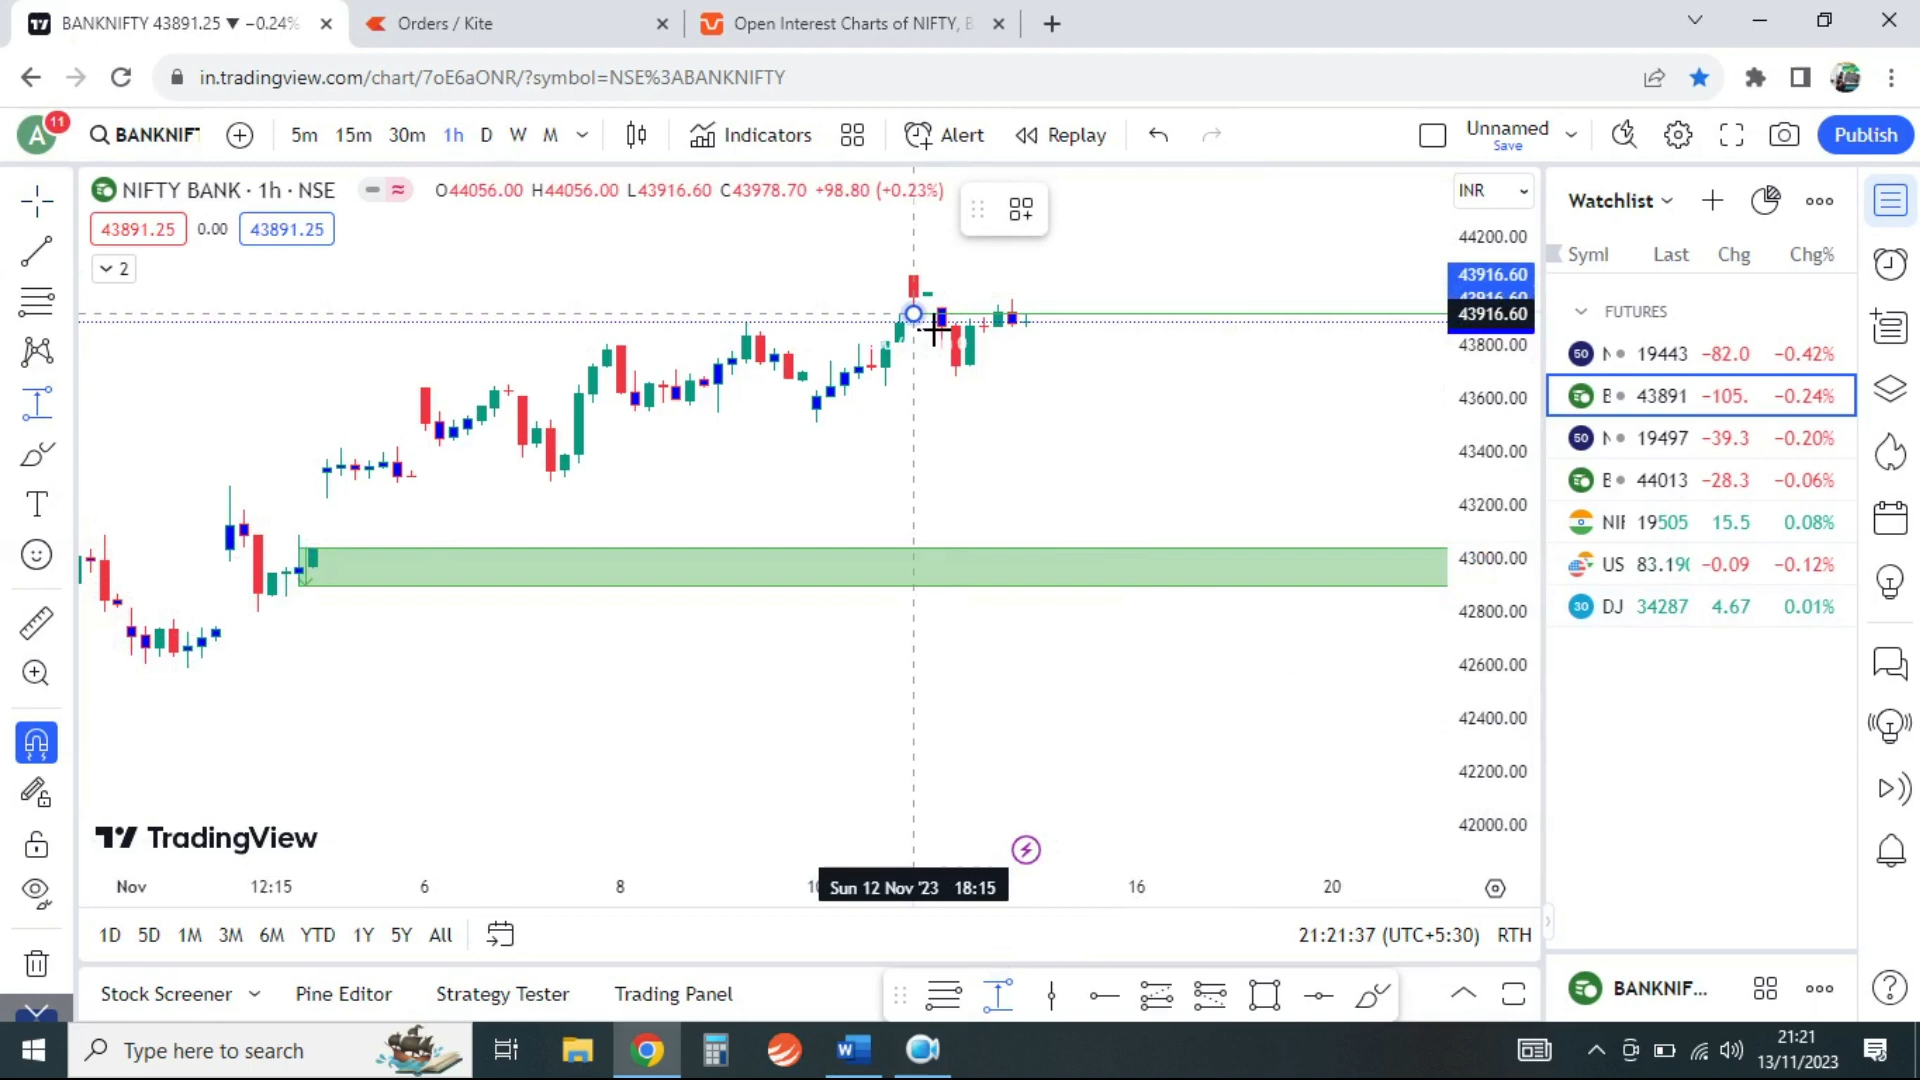 BANKNIFTY 43891.25 ▼ −0.24%
Orders / Kite
Open Interest Charts of NIFTY, B
in.tradingview.com/chart/7oE6aONR/?symbol=NSE%3ABANKNIFTY
A
11
BANKNIF
5m 15m 30m 1h D W M
Indicators
Alert
Replay
Unnamed
Save
Publish
NIFTY BANK · 1h · NSE
O44056.00 H44056.00 L43916.60 C43978.70 +98.80 (+0.23%)
INR
43891.25 0.00 43891.25
2
44200.00
43916.60
43916.60
43800.00
43600.00
43400.00
43200.00
43000.00
42800.00
42600.00
42400.00
42200.00
42000.00
TradingView
Nov 12:15 6 8 Sun 12 Nov '23 18:15 16 20
1D 5D 1M 3M 6M YTD 1Y 5Y All
21:21:37 (UTC+5:30) RTH
Stock Screener Pine Editor Strategy Tester Trading Panel
Watchlist
Syml Last Chg Chg%
FUTURES
50 19443 −82.0 −0.42%
43891 −105. −0.24%
50 19497 −39.3 −0.20%
44013 −28.3 −0.06%
NIF 19505 15.5 0.08%
US 83.190 −0.09 −0.12%
30 DJ 34287 4.67 0.01%
BANKNIF...
Type here to search
21:21
13/11/2023